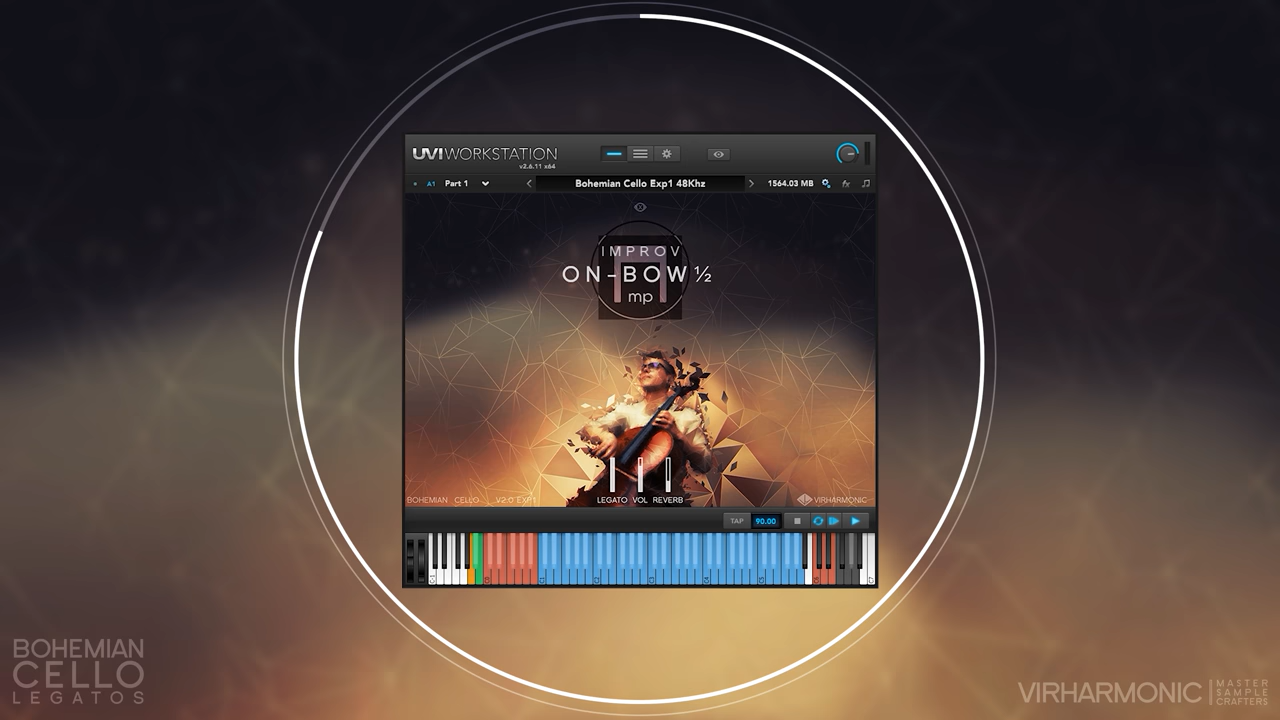 UVIWORKSTATION
v2.6.11 x64
A1 Part 1 Bohemian Cello Exp1 48Khz 1564.03 MB fx
IMPROV
ON-BOW ½
mp
LEGATO VOL REVERB
BOHEMIAN CELLO V2.0 EXP1
VIRHARMONIC
TAP 90.00
BOHEMIAN
CELLO
LEGATOS
VIRHARMONIC
MASTER
SAMPLE
CRAFTERS